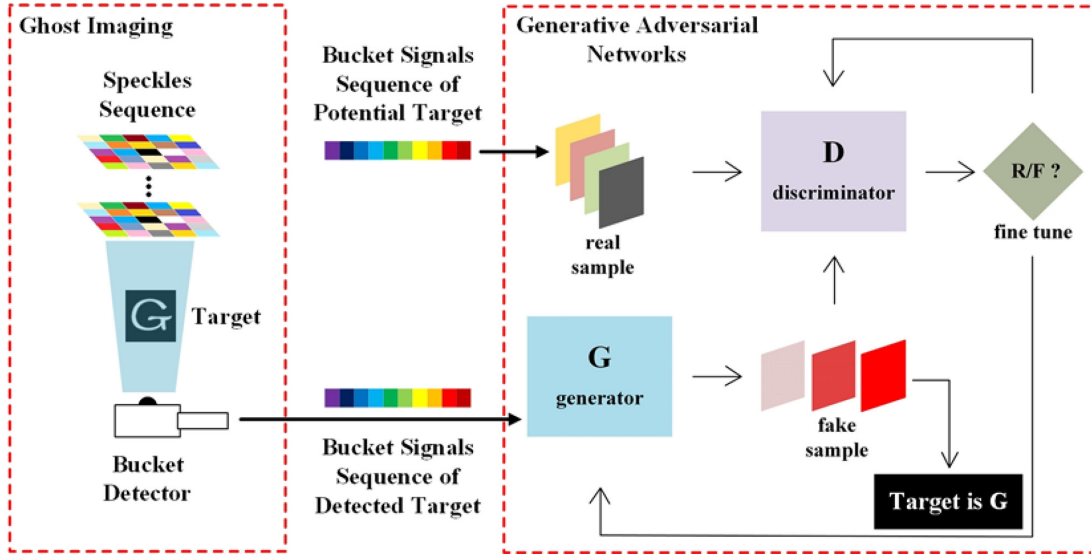 Ghost Imaging
Speckles
Sequence
G
Target
Bucket
Detector
Bucket Signals
Sequence of
Potential Target
Bucket Signals
Sequence of
Detected Target
Generative Adversarial
Networks
real
sample
D
discriminator
R/F ?
fine tune
G
generator
fake
sample
Target is G